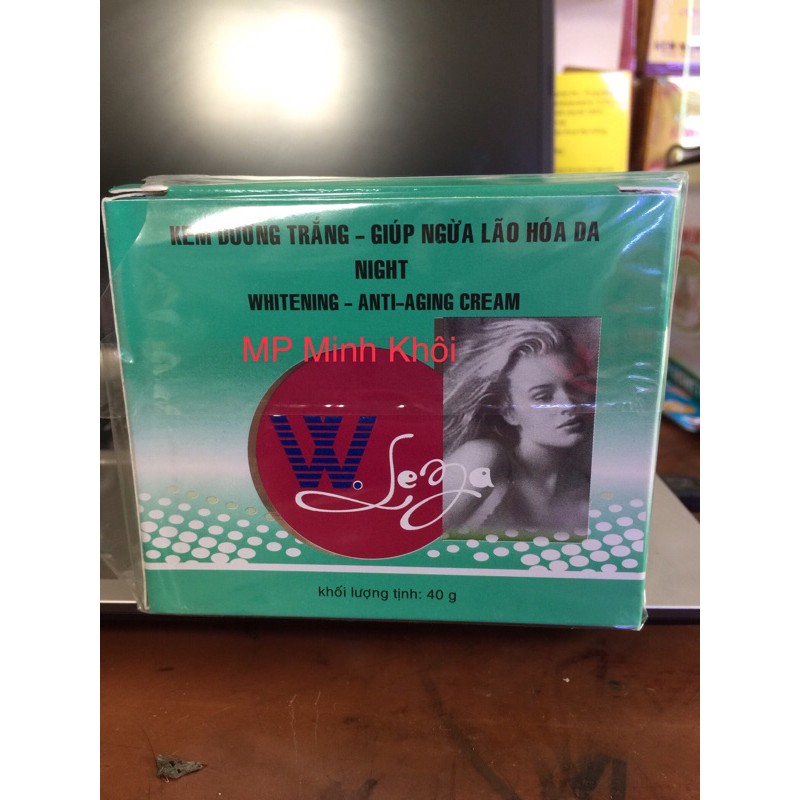 KEM DƯỠNG TRẮNG - GIÚP NGỪA LÃO HÓA DA
NIGHT
WHITENING - ANTI-AGING CREAM
MP Minh Khôi
W. Lena
khối lượng tịnh: 40 g